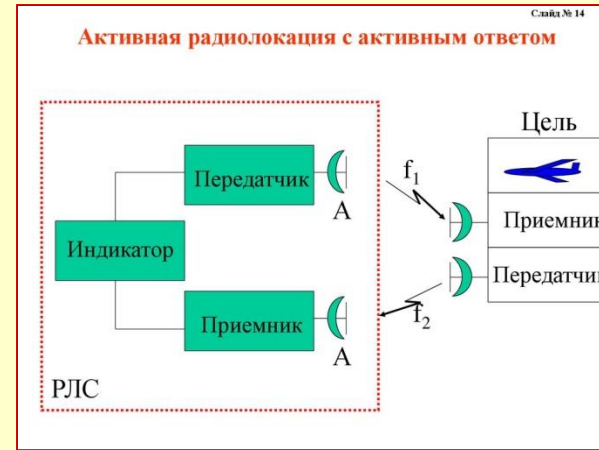 Слайд № 14
Активная радиолокация с активным ответом
Цель
Передатчик
f₁
A
Приемник
Индикатор
Передатчик
Приемник
f₂
A
РЛС